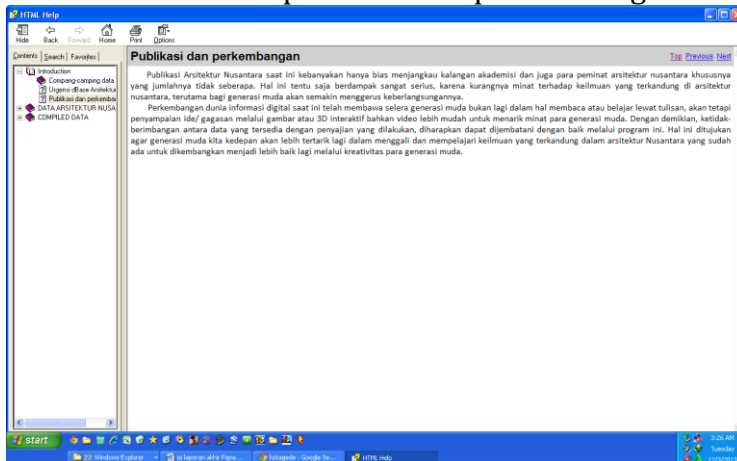 HTML Help
Hide Back Forward Home Print Options
Contents Search Favorites
Introduction
Compang-camping data
Urgensi dBase Arsitektu
Publikasi dan perkemba
DATA ARSITEKTUR NUSA
COMPILED DATA
Publikasi dan perkembangan
Top Previous Next
Publikasi Arsitektur Nusantara saat ini kebanyakan hanya bias menjangkau kalangan akademisi dan juga para peminat arsitektur nusantara khususnya
yang jumlahnya tidak seberapa. Hal ini tentu saja berdampak sangat serius, karena kurangnya minat terhadap keilmuan yang terkandung di arsitektur
nusantara, terutama bagi generasi muda akan semakin menggerus keberlangsungannya.
Perkembangan dunia informasi digital saat ini telah membawa selera generasi muda bukan lagi dalam hal membaca atau belajar lewat tulisan, akan tetapi
penyampaian ide/ gagasan melalui gambar atau 3D interaktif bahkan video lebih mudah untuk menarik minat para generasi muda. Dengan demikian, ketidak-
berimbangan antara data yang tersedia dengan penyajian yang dilakukan, diharapkan dapat dijembatani dengan baik melalui program ini. Hal ini ditujukan
agar generasi muda kita kedepan akan lebih tertarik lagi dalam menggali dan mempelajari keilmuan yang terkandung dalam arsitektur Nusantara yang sudah
ada untuk dikembangkan menjadi lebih baik lagi melalui kreativitas para generasi muda.
start
3:26 AM
Tuesday
22 Windows Explorer
isi laporan akhir Papa...
kotagede - Google Se...
HTML Help